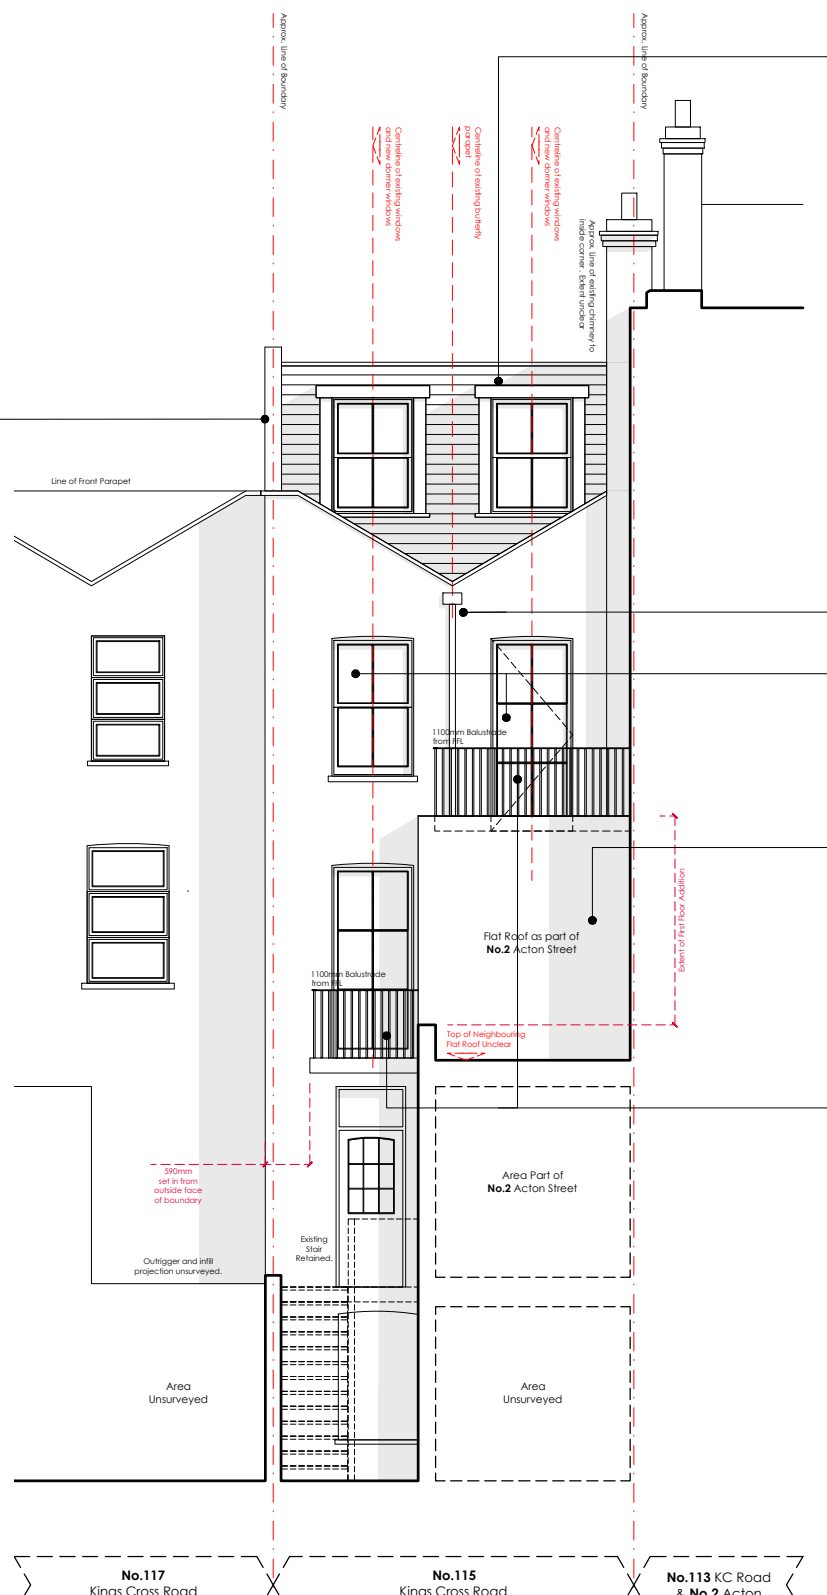 Approx. Line of Boundary
Approx. Line of Boundary
Centreline of existing windows
and new dormer windows
Centreline of existing butterfly
parapet
Centreline of existing windows
and new dormer windows
Approx. Line of existing chimney to
inside corner . Extent unclear
Line of Front Parapet
1100mm Balustrade
from FFL
Extent of First Floor Addition
Flat Roof as part of
No.2 Acton Street
1100mm Balustrade
from FFL
Top of Neighbouring
Flat Roof Unclear
590mm
set in from
outside face
of boundary
Area Part of
No.2 Acton Street
Existing
Stair
Retained.
Outrigger and infill
projection unsurveyed.
Area
Unsurveyed
Area
Unsurveyed
No.117
Kings Cross Road
No.115
Kings Cross Road
No.113 KC Road
& No.2 Acton